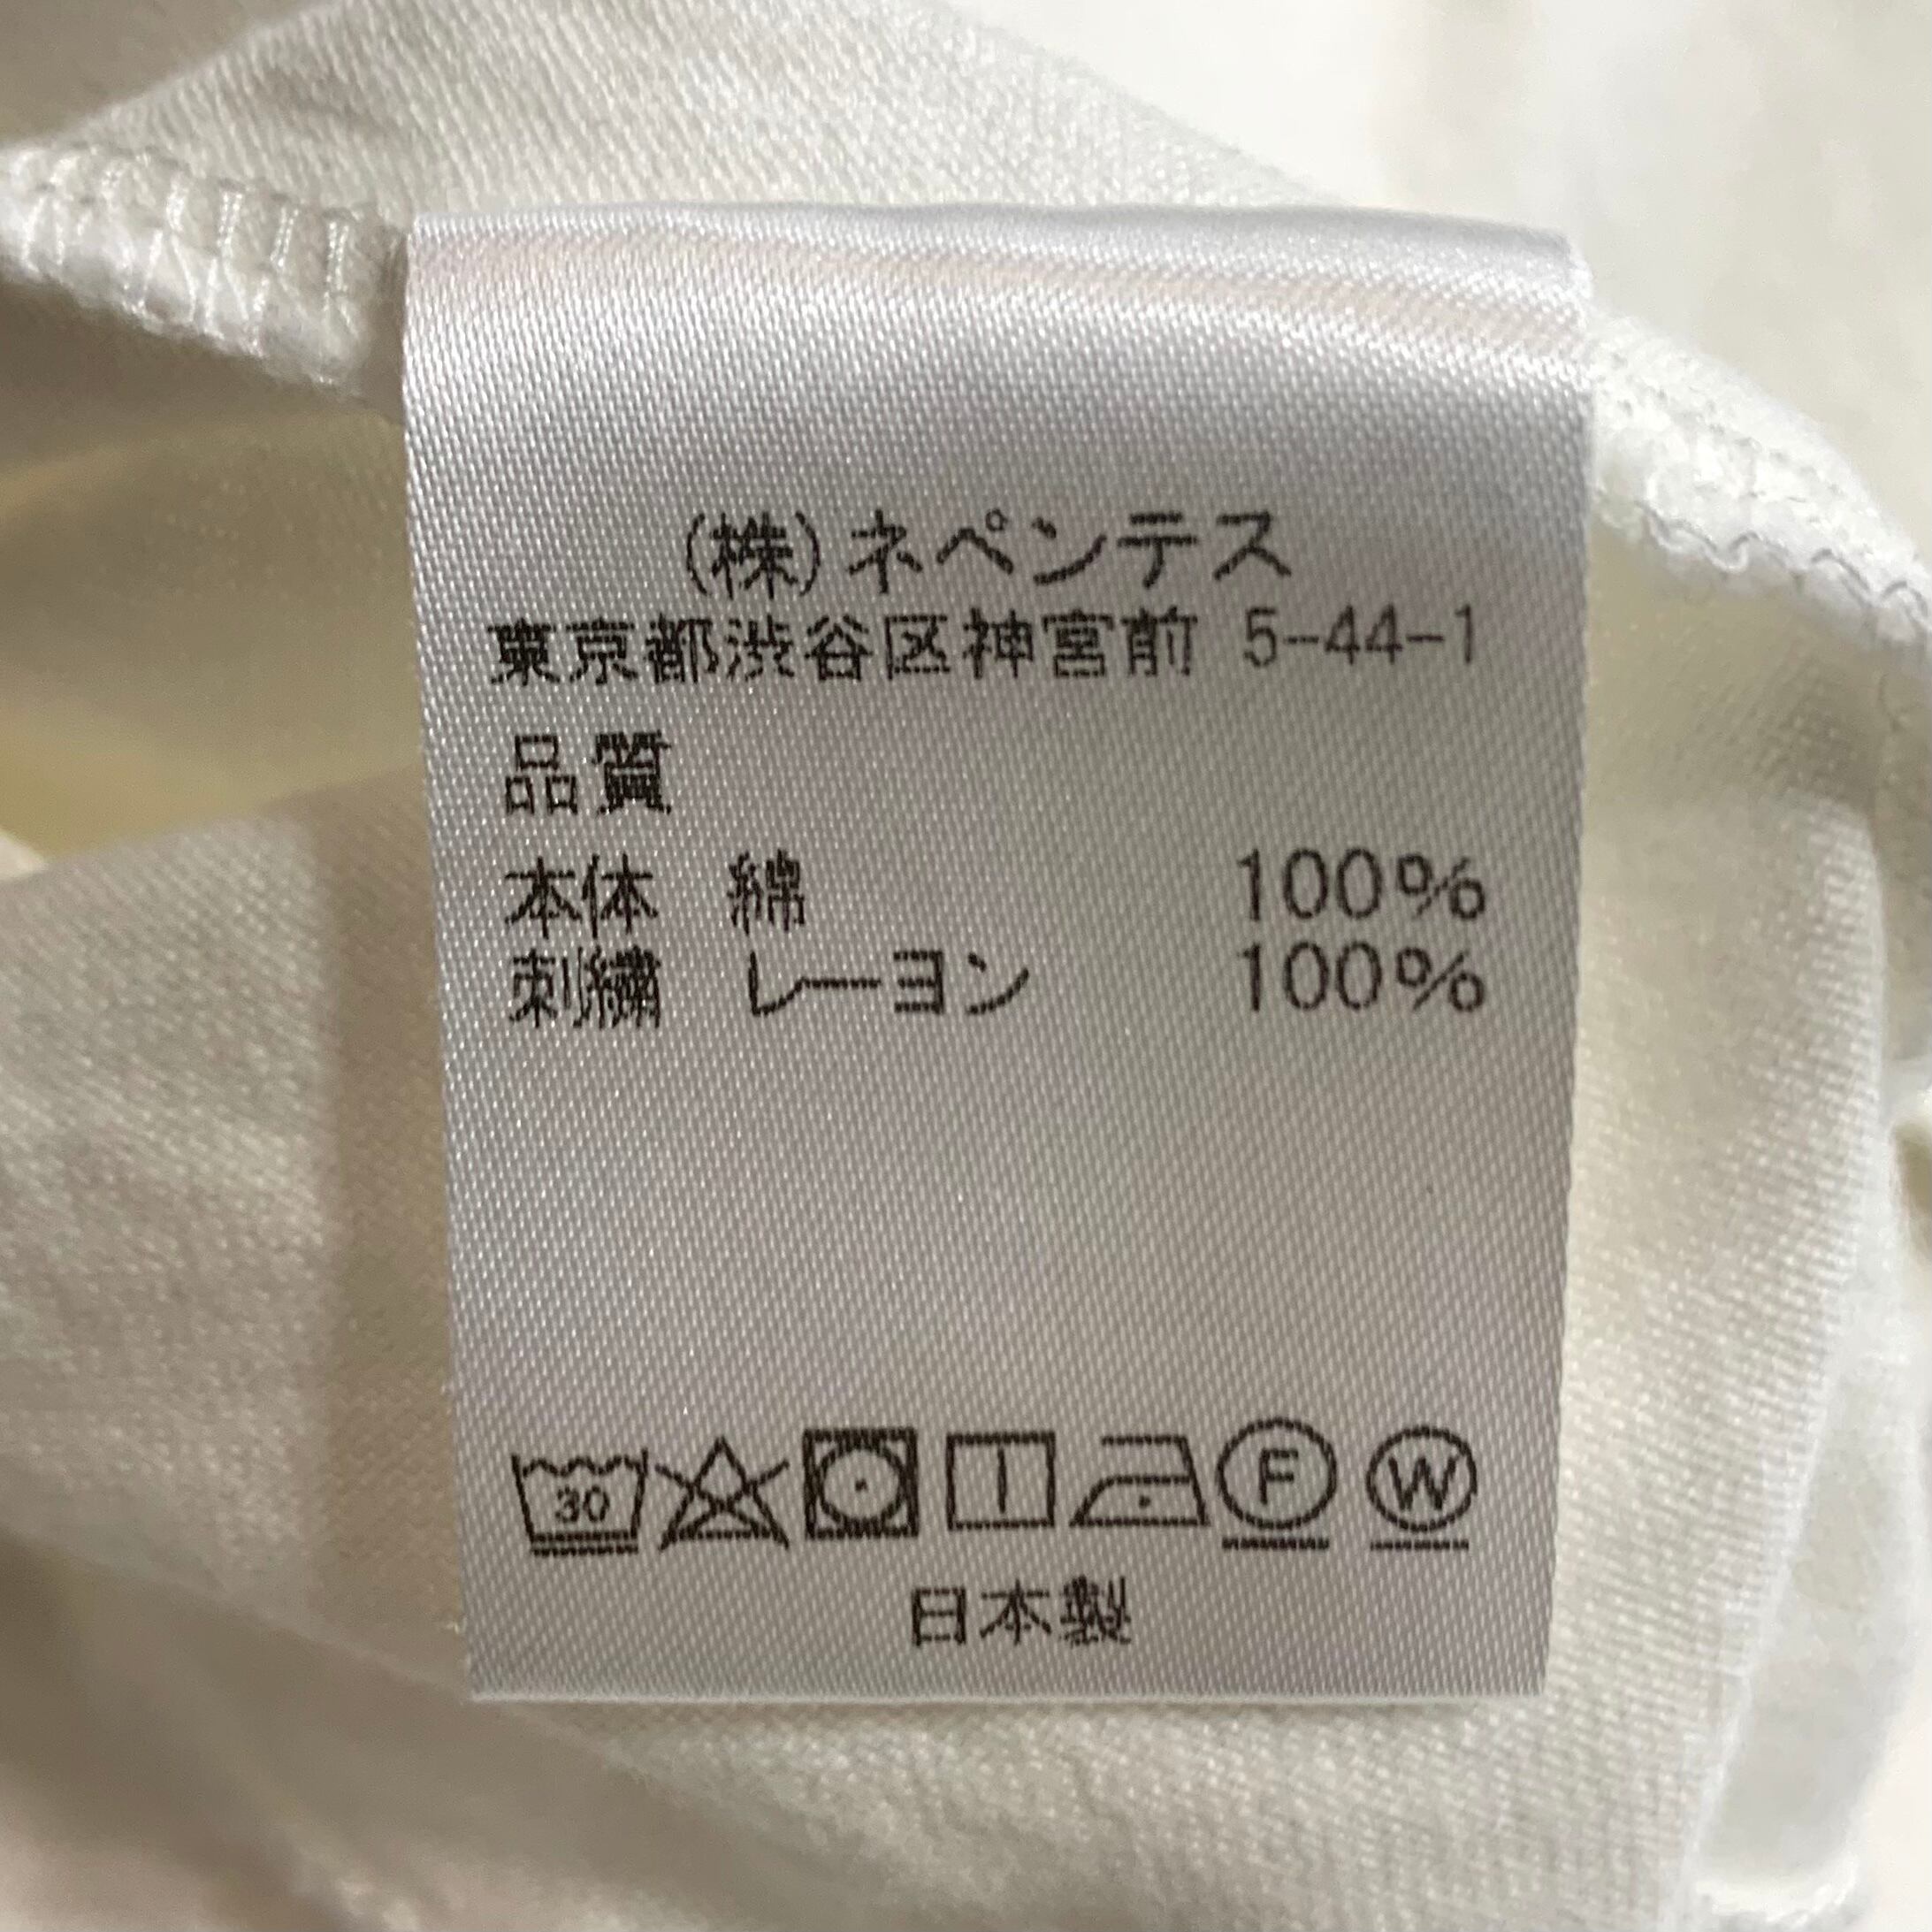 (株)ネペンテス
東京都渋谷区神宮前 5-44-1
品質
本体 綿 100%
刺繍 レーヨン 100%
30 F W
日本製